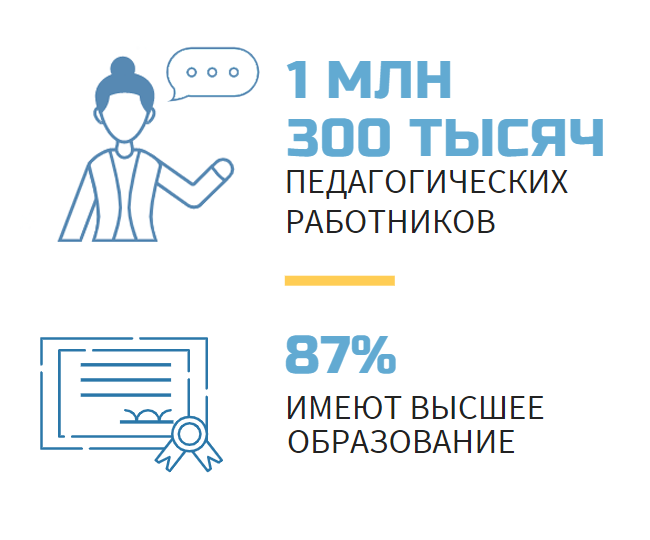 1 МЛН
300 ТЫСЯЧ
ПЕДАГОГИЧЕСКИХ
РАБОТНИКОВ
87%
ИМЕЮТ ВЫСШЕЕ
ОБРАЗОВАНИЕ